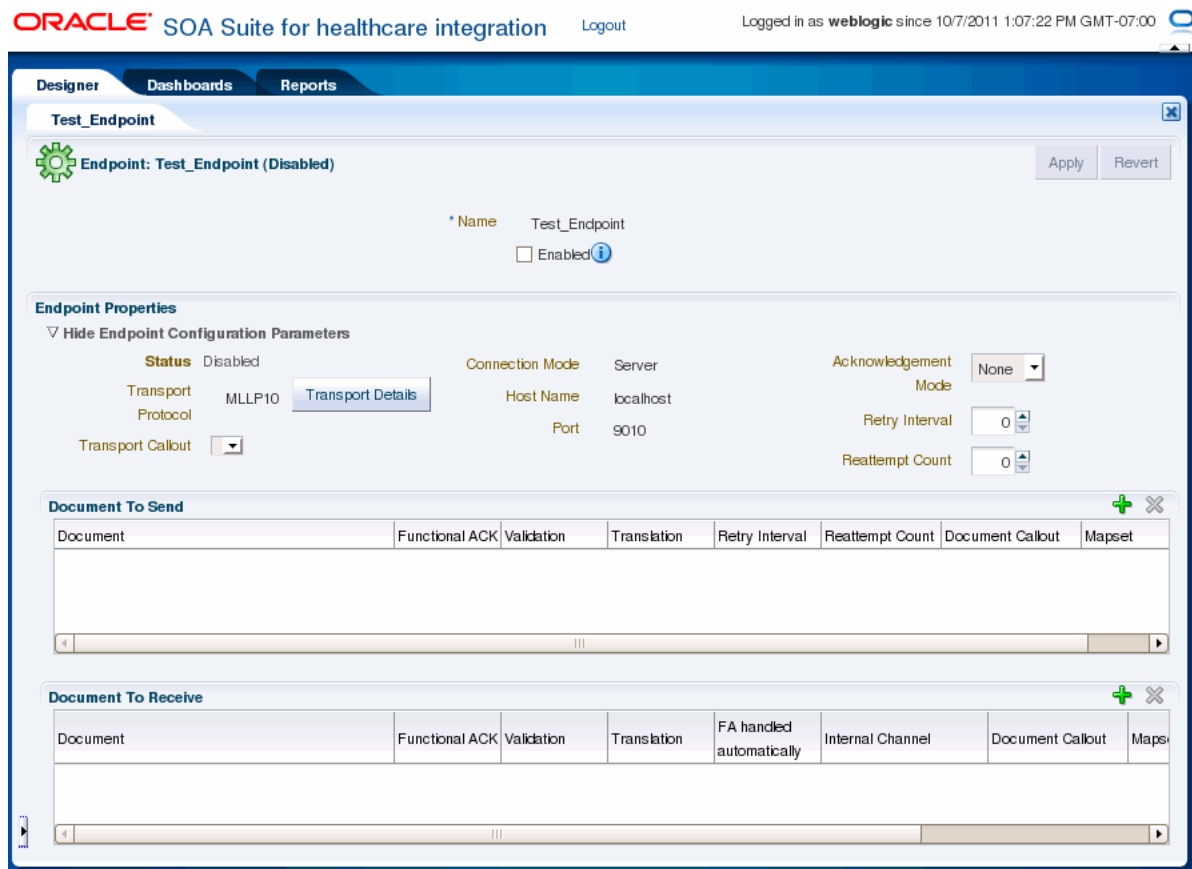 ORACLE SOA Suite for healthcare integration Logout Logged in as weblogic since 10/7/2011 1:07:22 PM GMT-07:00
Designer Dashboards Reports
Test_Endpoint
Endpoint: Test_Endpoint (Disabled) Apply Revert
* Name Test_Endpoint
Enabled
Endpoint Properties
Hide Endpoint Configuration Parameters
Status Disabled
Transport Protocol MLLP10 Transport Details
Transport Callout
Connection Mode Server
Host Name localhost
Port 9010
Acknowledgement Mode None
Retry Interval 0
Reattempt Count 0
Document To Send
Document Functional ACK Validation Translation Retry Interval Reattempt Count Document Callout Mapset
Document To Receive
Document Functional ACK Validation Translation FA handled automatically Internal Channel Document Callout Maps